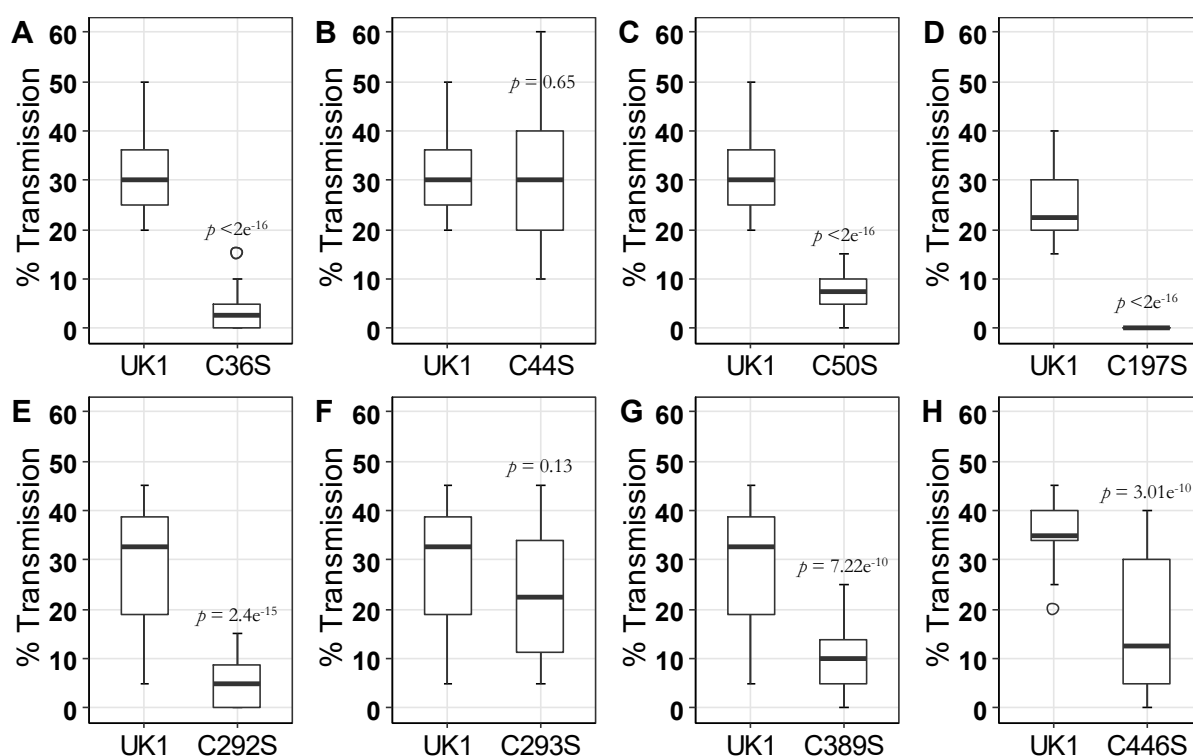 A
% Transmission
60
50
40
30
20
10
0
p <2e-16
UK1 C36S
B
% Transmission
60
50
40
30
20
10
0
p = 0.65
UK1 C44S
C
% Transmission
60
50
40
30
20
10
0
p <2e-16
UK1 C50S
D
% Transmission
60
50
40
30
20
10
0
p <2e-16
UK1 C197S
E
% Transmission
60
50
40
30
20
10
0
p = 2.4e-15
UK1 C292S
F
% Transmission
60
50
40
30
20
10
0
p = 0.13
UK1 C293S
G
% Transmission
60
50
40
30
20
10
0
p = 7.22e-10
UK1 C389S
H
% Transmission
60
50
40
30
20
10
0
p = 3.01e-10
UK1 C446S